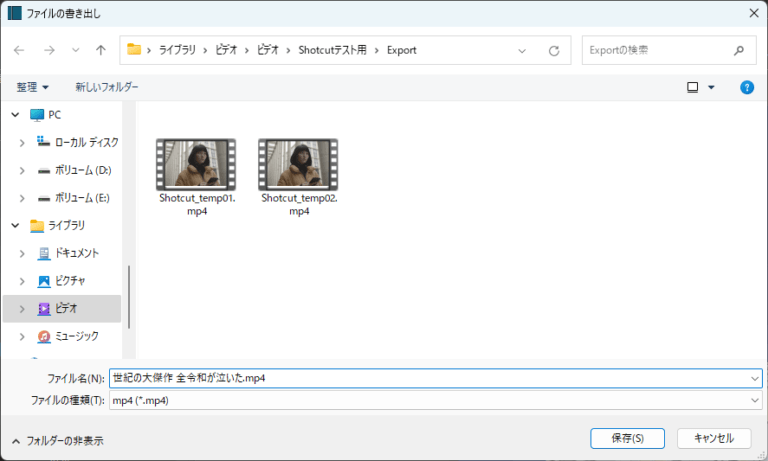 ファイルの書き出し
ライブラリ › ビデオ › ビデオ › Shotcutテスト用 › Export
Exportの検索
整理
新しいフォルダー
PC
ローカル ディスク
ボリューム (D:)
ボリューム (E:)
ライブラリ
ドキュメント
ピクチャ
ビデオ
ミュージック
Shotcut_temp01.
mp4
Shotcut_temp02.
mp4
ファイル名(N): 世紀の大傑作 全令和が泣いた.mp4
ファイルの種類(T): mp4 (*.mp4)
フォルダーの非表示
保存(S)
キャンセル